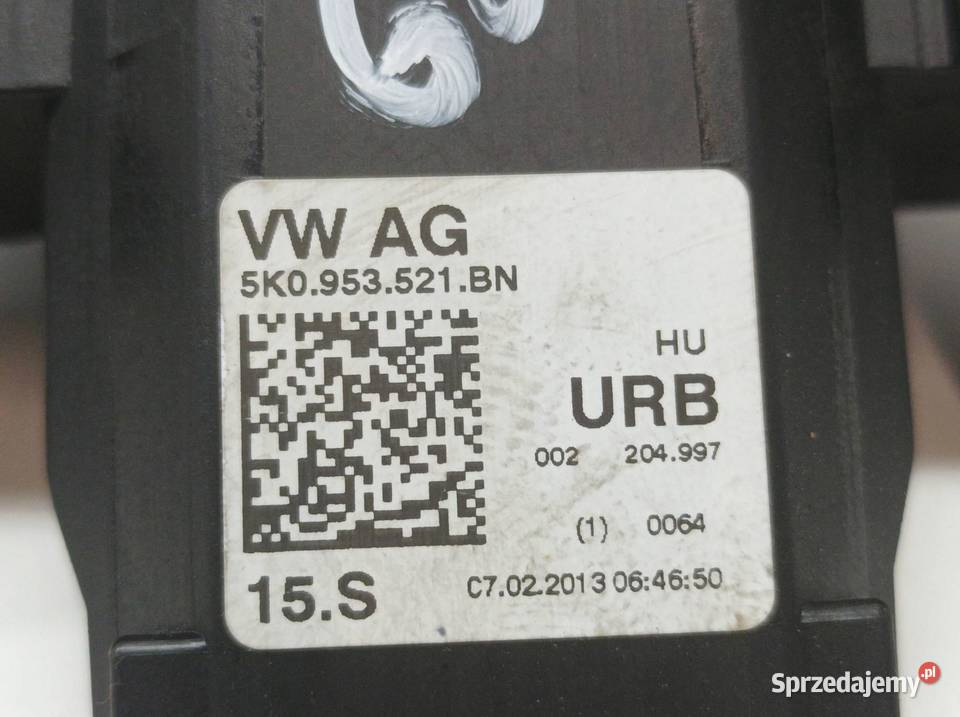 VW AG
5K0.953.521.BN
HU
URB
002 204.997
(1) 0064
15.S
07.02.2013 06:46:50
Sprzedajemy.pl